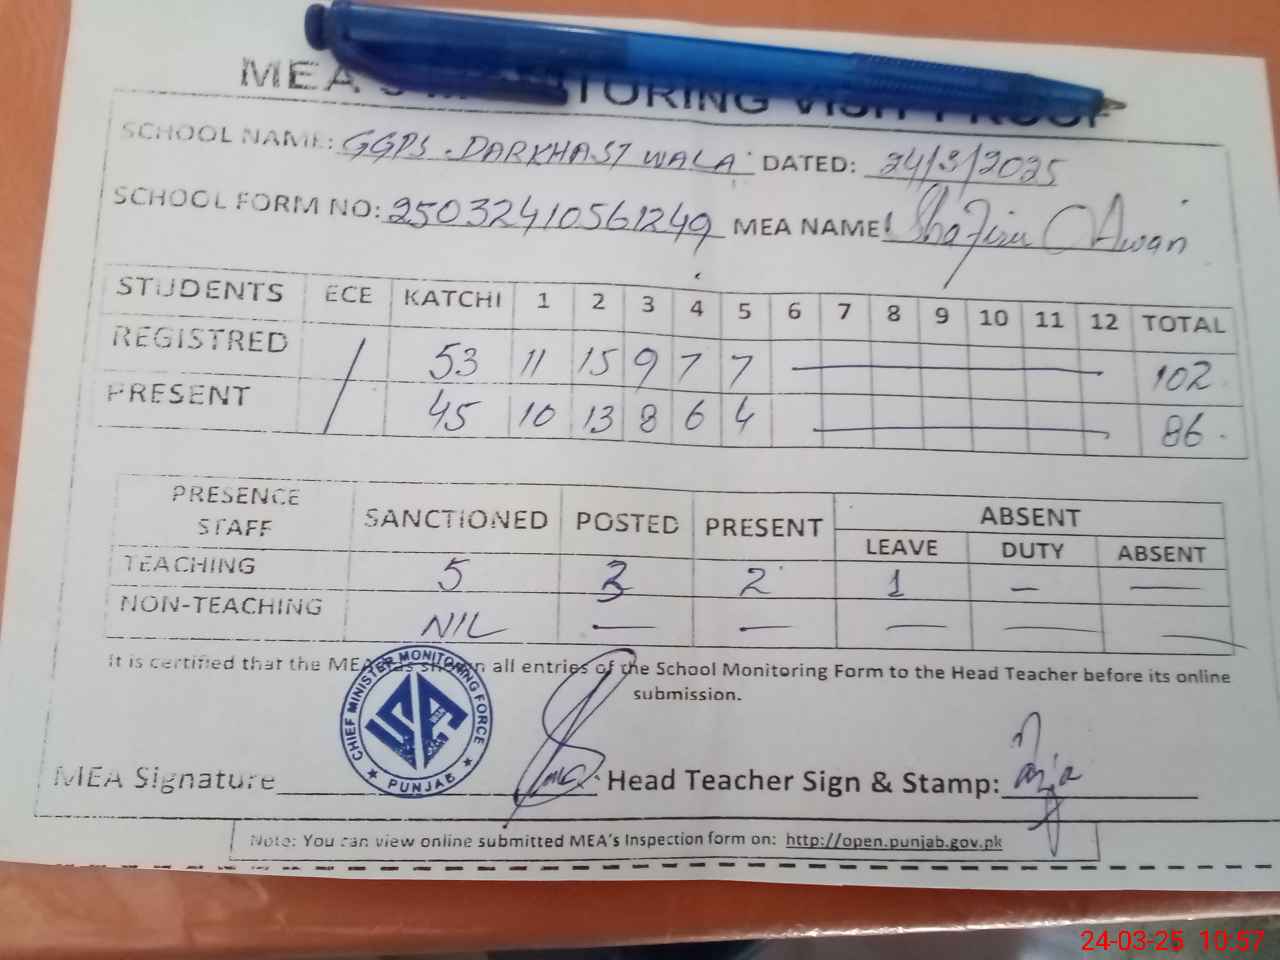 MEA'S MONITORING VISIT PROOF
SCHOOL NAME: GGPS. DARKHAST WALA DATED: 24/3/2025
SCHOOL FORM NO: 25032410561249 MEA NAME: Awan
STUDENTS ECE KATCHI 1 2 3 4 5 6 7 8 9 10 11 12 TOTAL
REGISTRED / 53 11 15 9 7 7 — 102
PRESENT 45 10 13 8 6 4 — 86
PRESENCE STAFF SANCTIONED POSTED PRESENT ABSENT
LEAVE DUTY ABSENT
TEACHING 5 3 2 1 — —
NON-TEACHING NIL — — — — —
It is certified that the MEA has shown all entries of the School Monitoring Form to the Head Teacher before its online
submission.
CHIEF MINISTER MONITORING FORCE
PUNJAB
MEA Signature Head Teacher Sign & Stamp:
Note: You can view online submitted MEA's Inspection form on: http://open.punjab.gov.pk
24-03-25 10:57